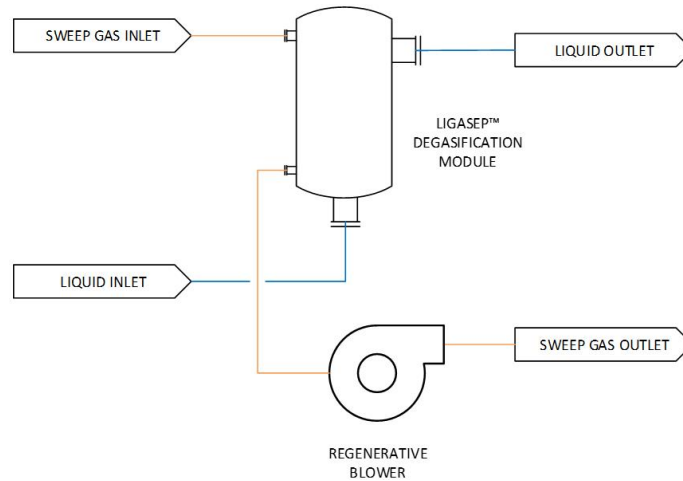 SWEEP GAS INLET
LIQUID OUTLET
LIGASEP™
DEGASIFICATION
MODULE
LIQUID INLET
SWEEP GAS OUTLET
REGENERATIVE
BLOWER